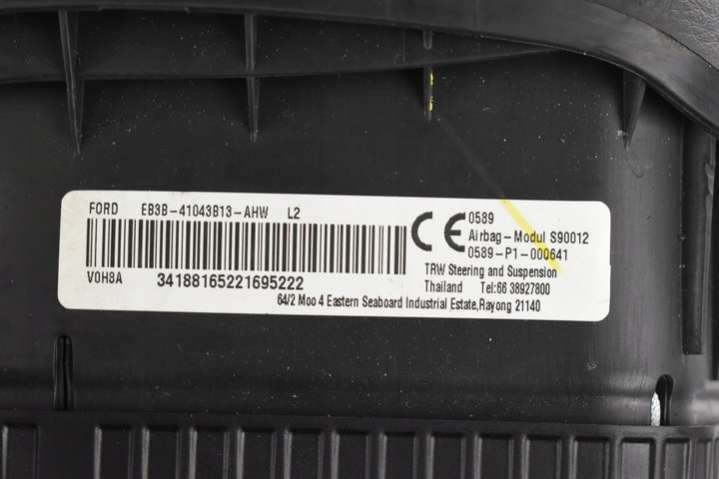 FORD EB3B-41043B13-AHW L2
V0H8A 34188165221695222
CE 0589
Airbag-Modul S90012
0589-P1-000641
TRW Steering and Suspension
Thailand Tel:66 38927800
64/2 Moo 4 Eastern Seaboard Industrial Estate,Rayong 21140